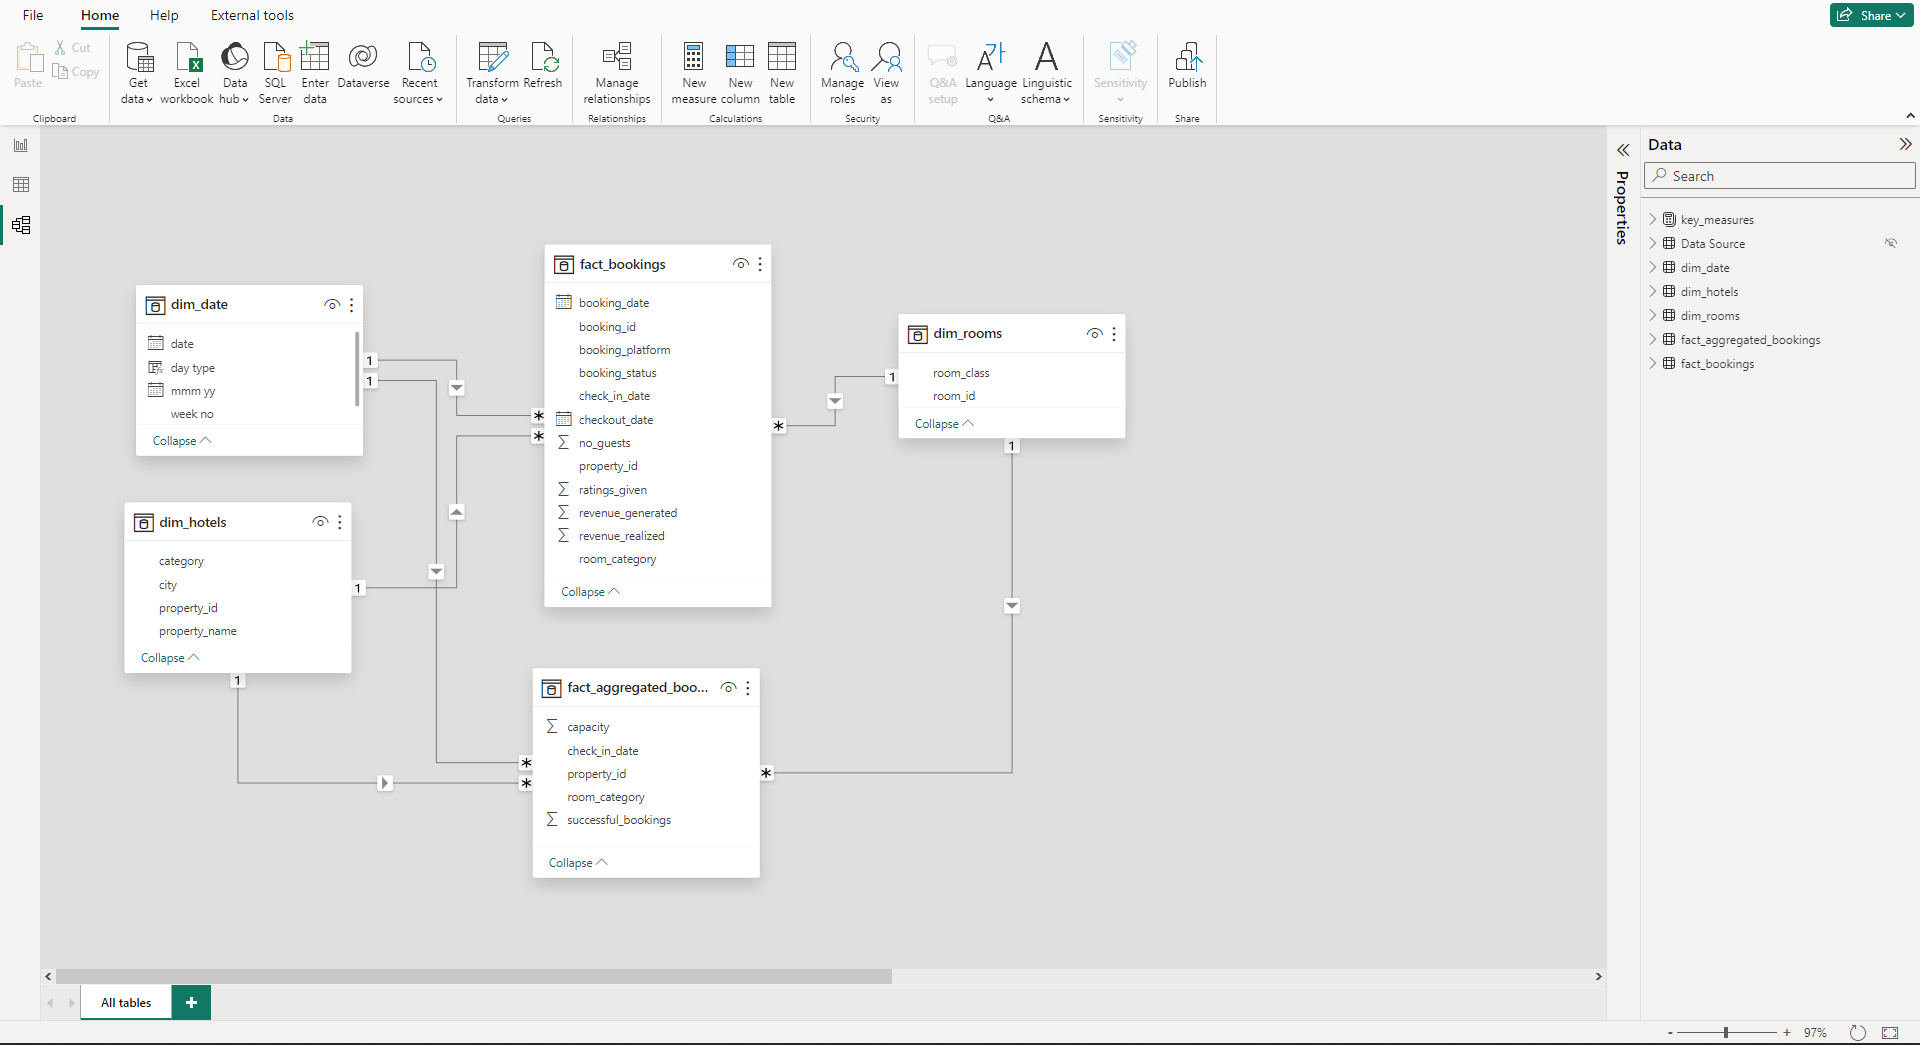 File Home Help External tools
Share
Paste
Cut
Copy
Clipboard
Get data
Excel workbook
Data hub
SQL Server
Enter data
Dataverse
Recent sources
Data
Transform data
Refresh
Queries
Manage relationships
Relationships
New measure
New column
New table
Calculations
Manage roles
View as
Security
Q&A setup
Language
Linguistic schema
Q&A
Sensitivity
Sensitivity
Publish
Share
dim_date
date
day type
mmm yy
week no
Collapse
1
1
dim_hotels
category
city
property_id
property_name
Collapse
1
1
fact_bookings
booking_date
booking_id
booking_platform
booking_status
check_in_date
checkout_date
no_guests
property_id
ratings_given
revenue_generated
revenue_realized
room_category
Collapse
*
*
*
dim_rooms
room_class
room_id
Collapse
1
1
fact_aggregated_boo...
capacity
check_in_date
property_id
room_category
successful_bookings
Collapse
*
*
*
Properties
Data
Search
key_measures
Data Source
dim_date
dim_hotels
dim_rooms
fact_aggregated_bookings
fact_bookings
All tables +
- + 97%